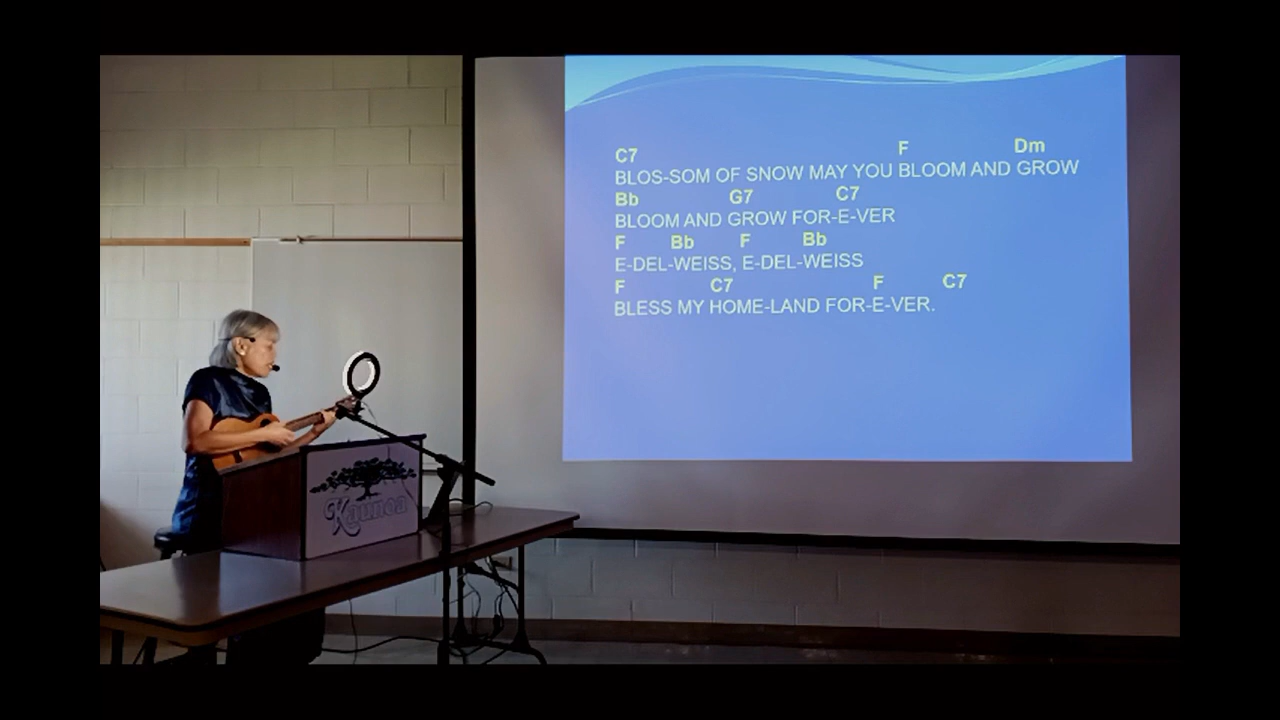 C7 F Dm
BLOS-SOM OF SNOW MAY YOU BLOOM AND GROW
Bb G7 C7
BLOOM AND GROW FOR-E-VER
F Bb F Bb
E-DEL-WEISS, E-DEL-WEISS
F C7 F C7
BLESS MY HOME-LAND FOR-E-VER.
Kaunoa